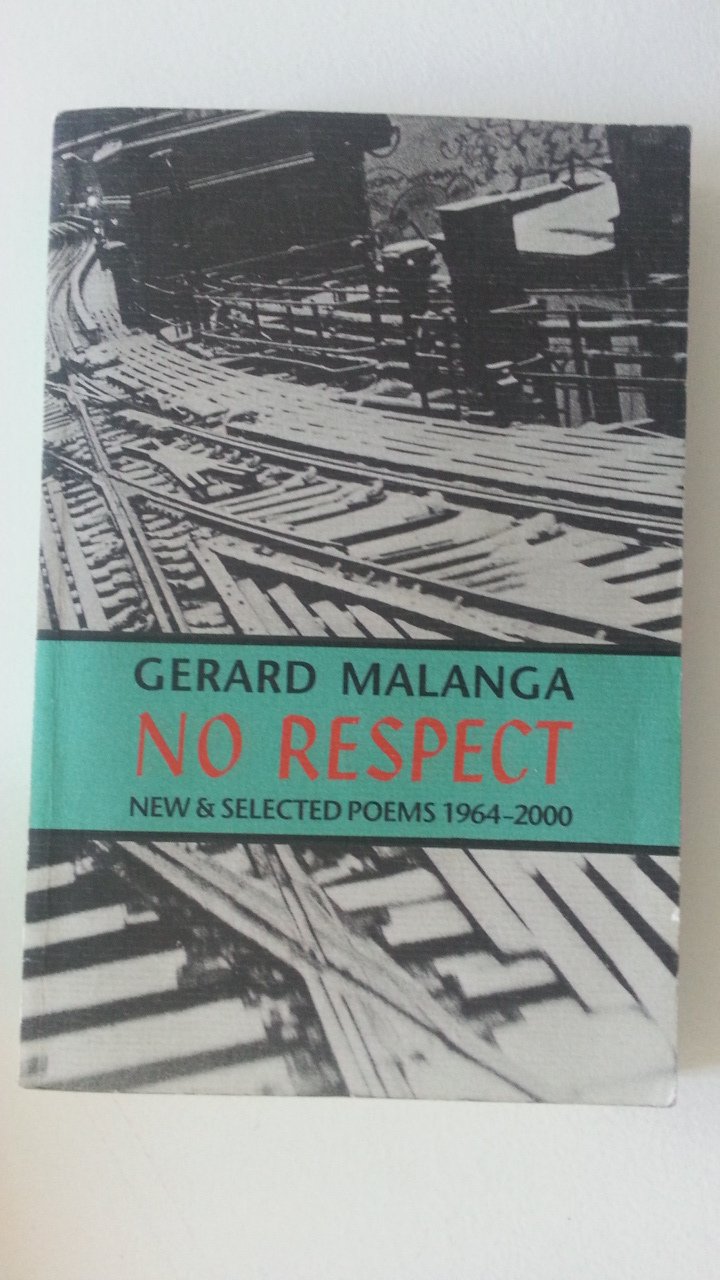 GERARD MALANGA
NO RESPECT
NEW & SELECTED POEMS 1964–2000